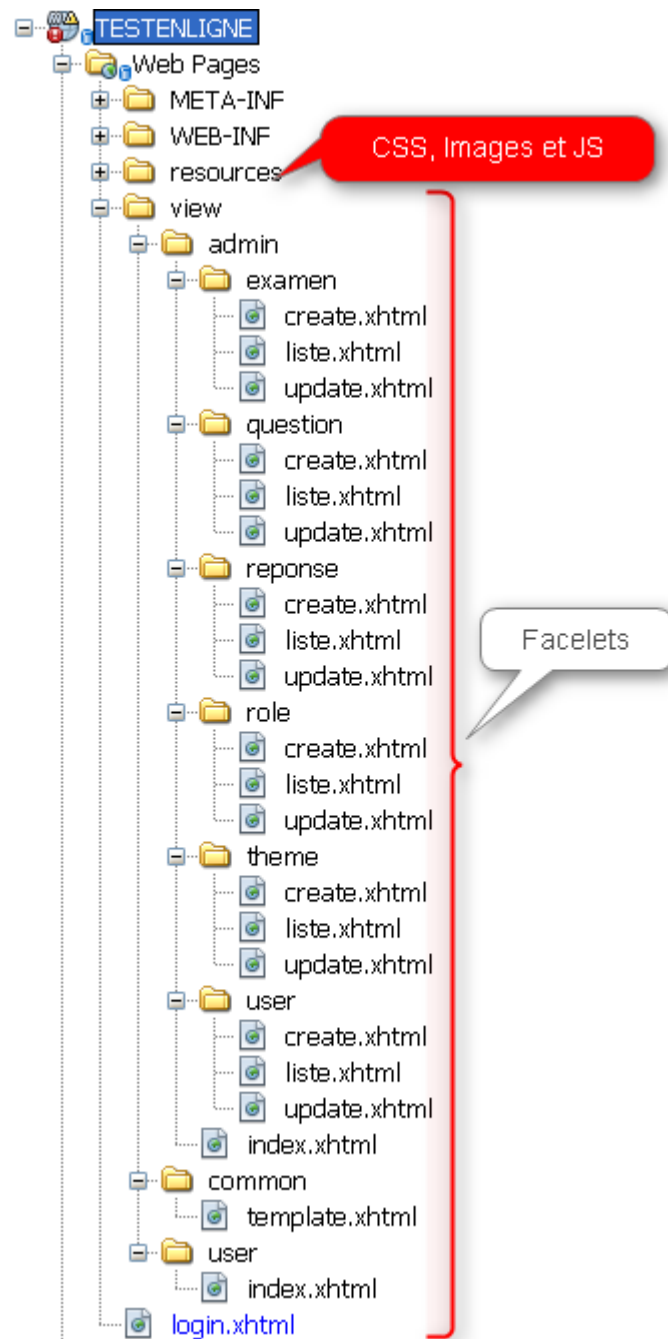 TESTENLIGNE
Web Pages
META-INF
WEB-INF
CSS, Images et JS
resources
view
admin
examen
create.xhtml
liste.xhtml
update.xhtml
question
create.xhtml
liste.xhtml
update.xhtml
reponse
create.xhtml
liste.xhtml
Facelets
update.xhtml
role
create.xhtml
liste.xhtml
update.xhtml
theme
create.xhtml
liste.xhtml
update.xhtml
user
create.xhtml
liste.xhtml
update.xhtml
index.xhtml
common
template.xhtml
user
index.xhtml
login.xhtml